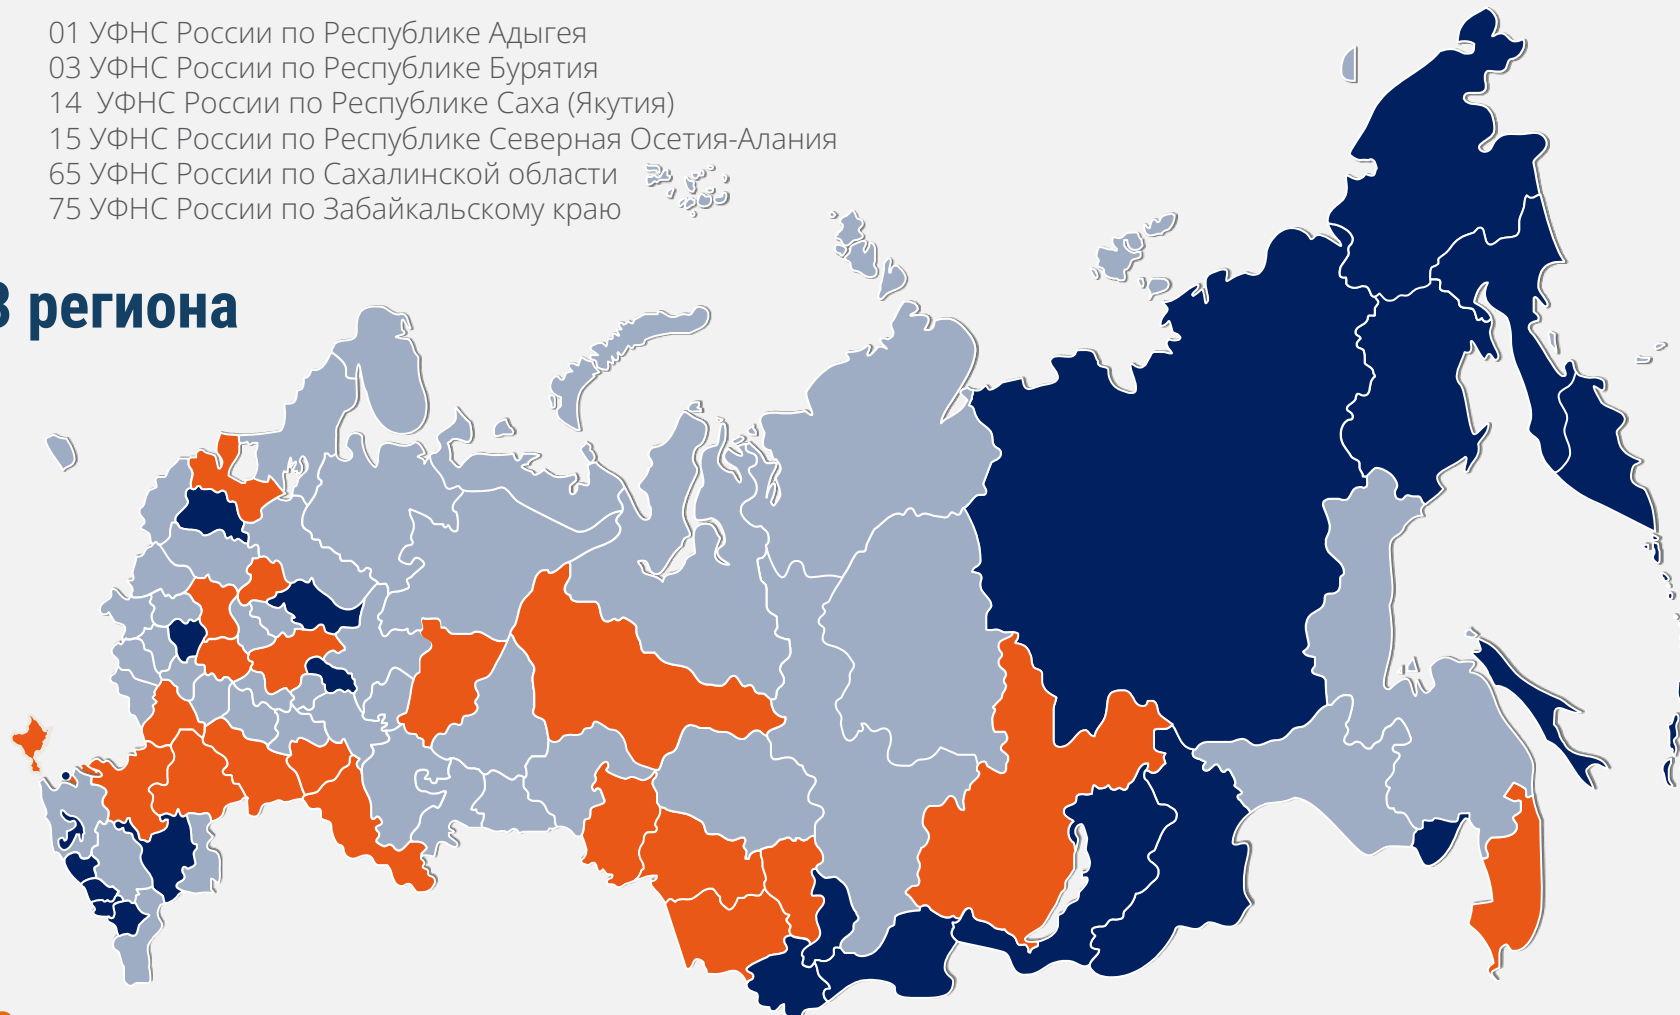 01 УФНС России по Республике Адыгея
03 УФНС России по Республике Бурятия
14 УФНС России по Республике Саха (Якутия)
15 УФНС России по Республике Северная Осетия-Алания
65 УФНС России по Сахалинской области
75 УФНС России по Забайкальскому краю
региона